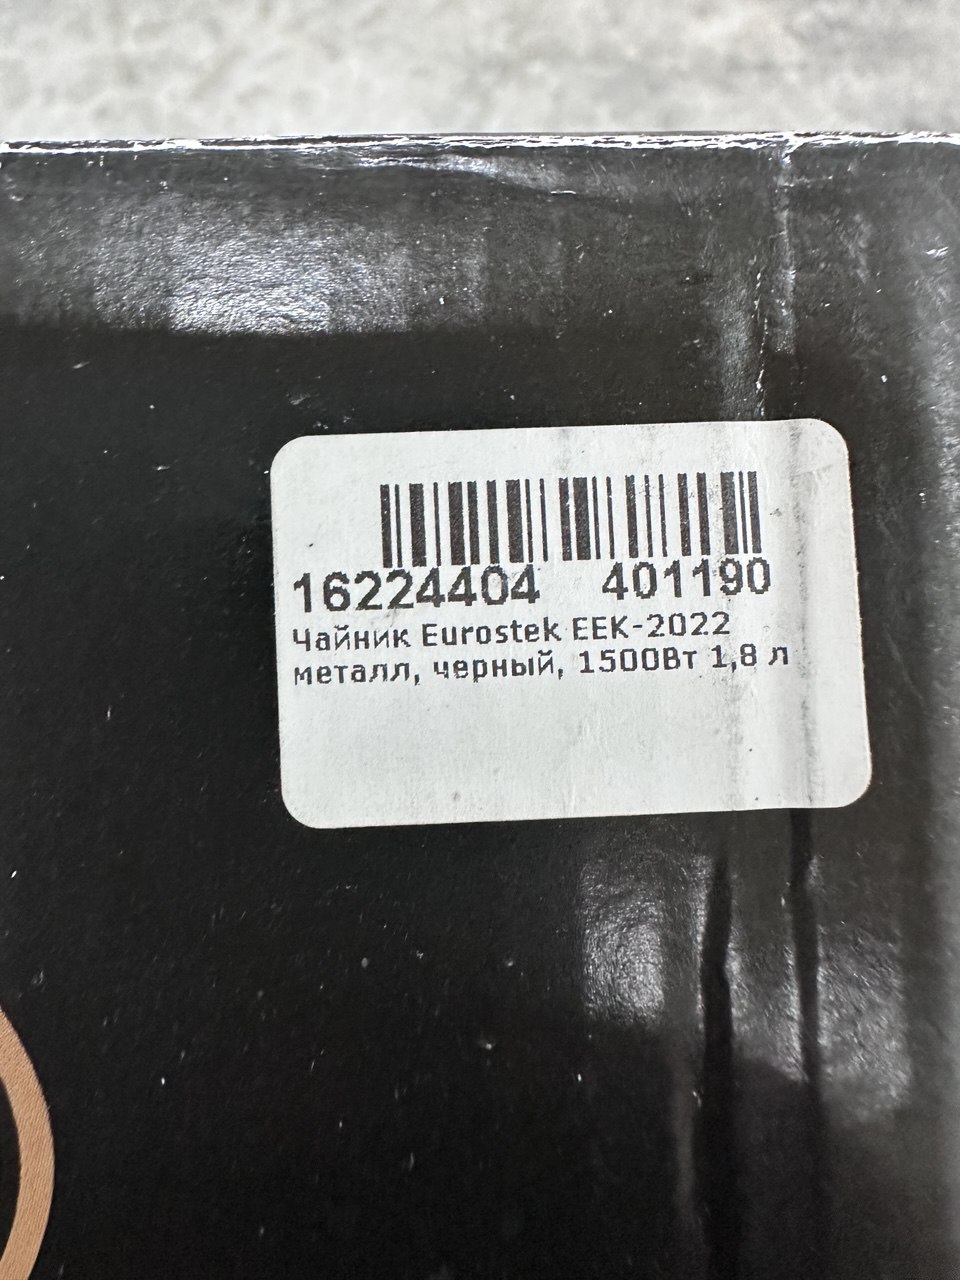 16224404 401190
Чайник Eurostek EEK-2022
металл, черный, 1500Вт 1,8 л